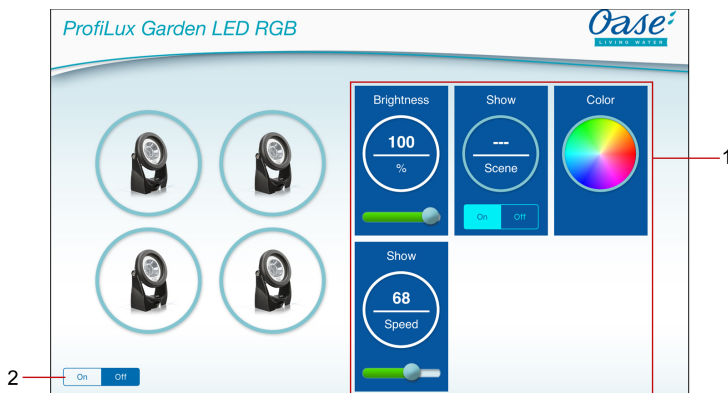 ProfiLux Garden LED RGB
Oase
LIVING WATER
Brightness
100
%
Show
---
Scene
On Off
Color
1
Show
68
Speed
2
On Off